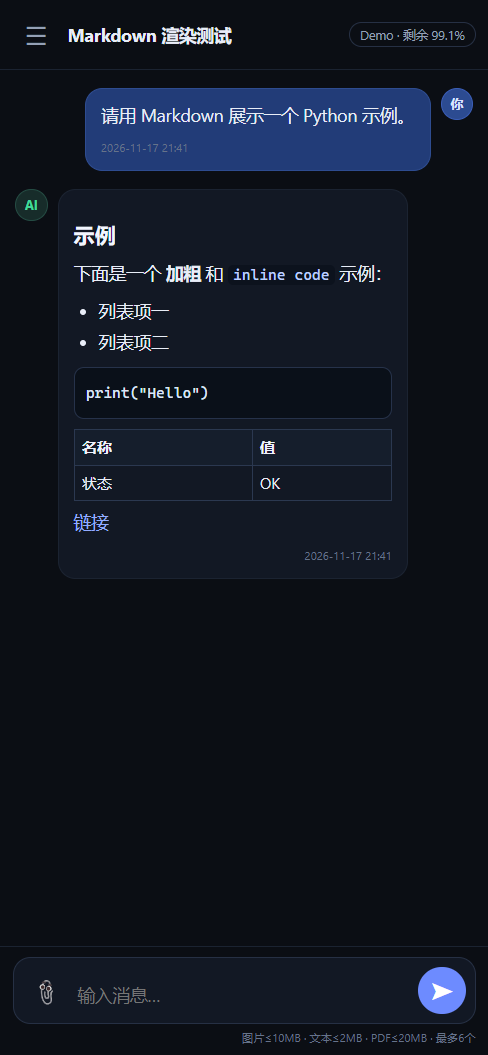 Markdown 渲染测试
Demo · 剩余 99.1%
请用 Markdown 展示一个 Python 示例。
2026-11-17 21:41
你
AI
示例
下面是一个 加粗 和 inline code 示例：
列表项一
列表项二
print("Hello")
名称 值
状态 OK
链接
2026-11-17 21:41
输入消息...
图片≤10MB · 文本≤2MB · PDF≤20MB · 最多6个